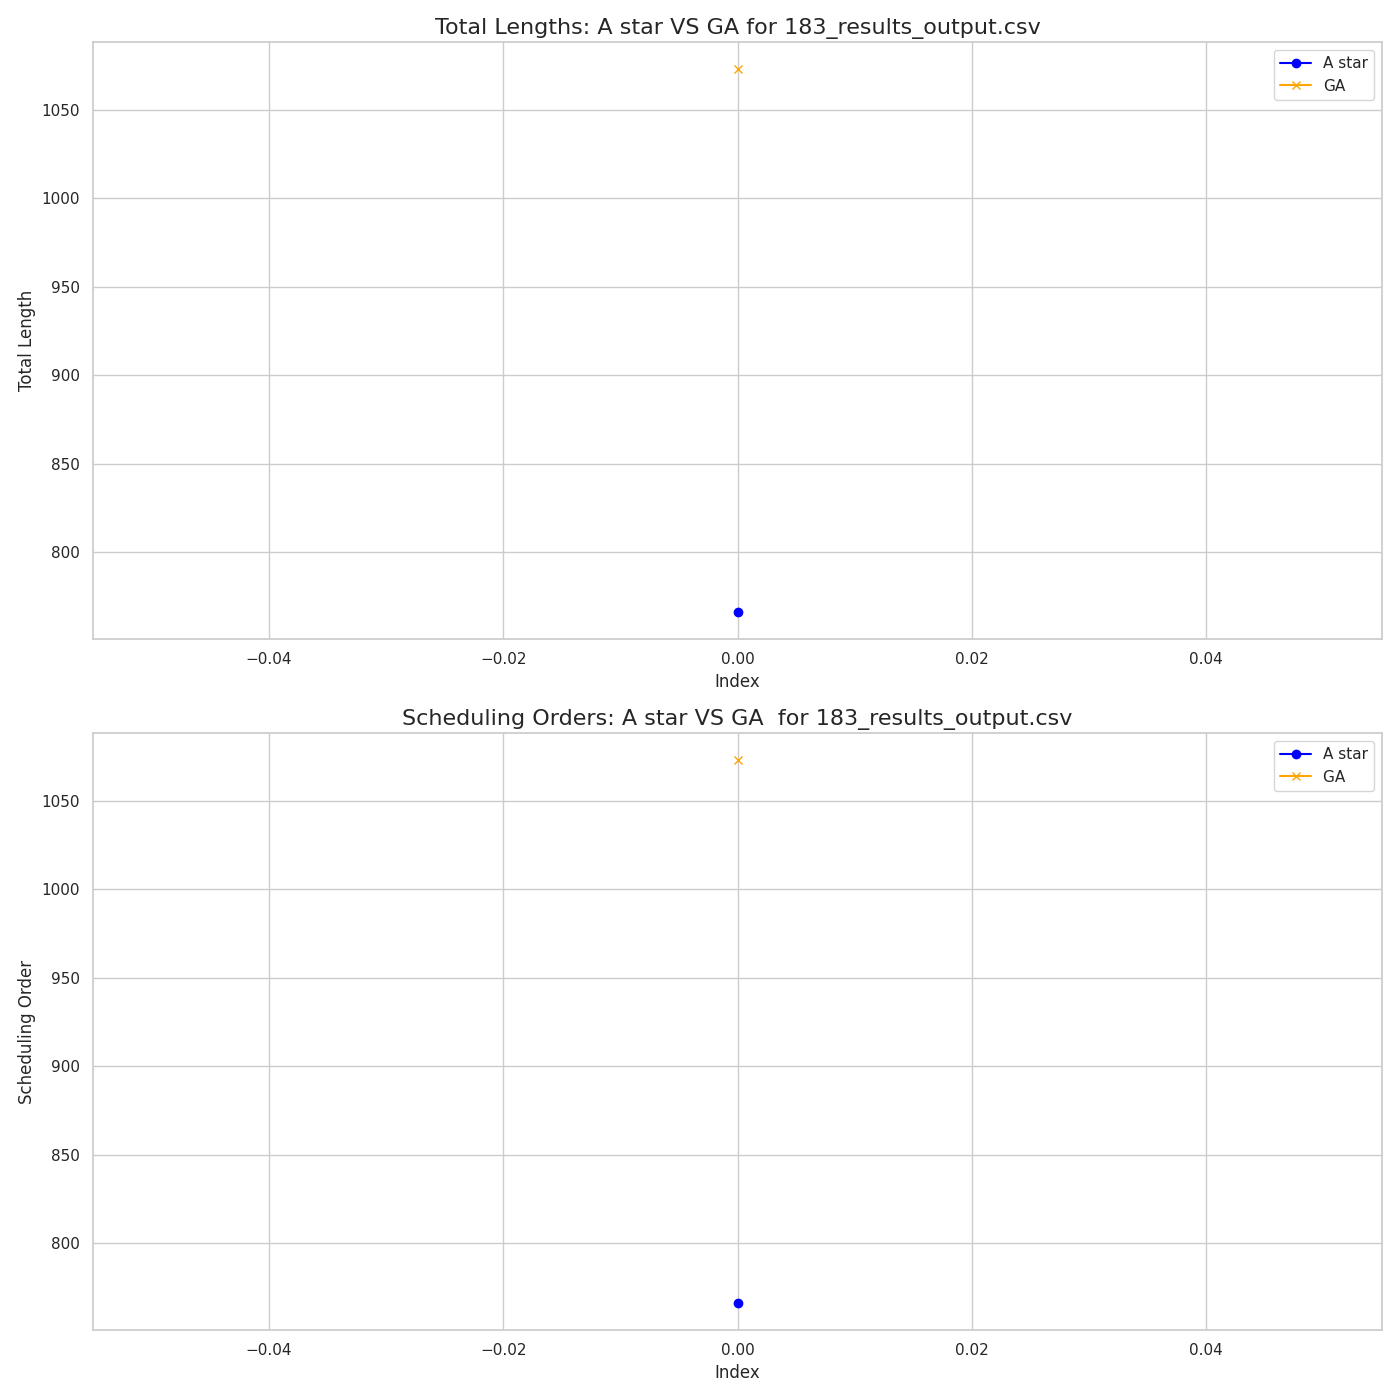 Total Lengths: A star VS GA for 183_results_output.csv
A star
GA
1050
1000
950
900
850
800
Total Length
−0.04
−0.02
0.00
0.02
0.04
Index
Scheduling Orders: A star VS GA  for 183_results_output.csv
A star
GA
1050
1000
950
900
850
800
Scheduling Order
−0.04
−0.02
0.00
0.02
0.04
Index